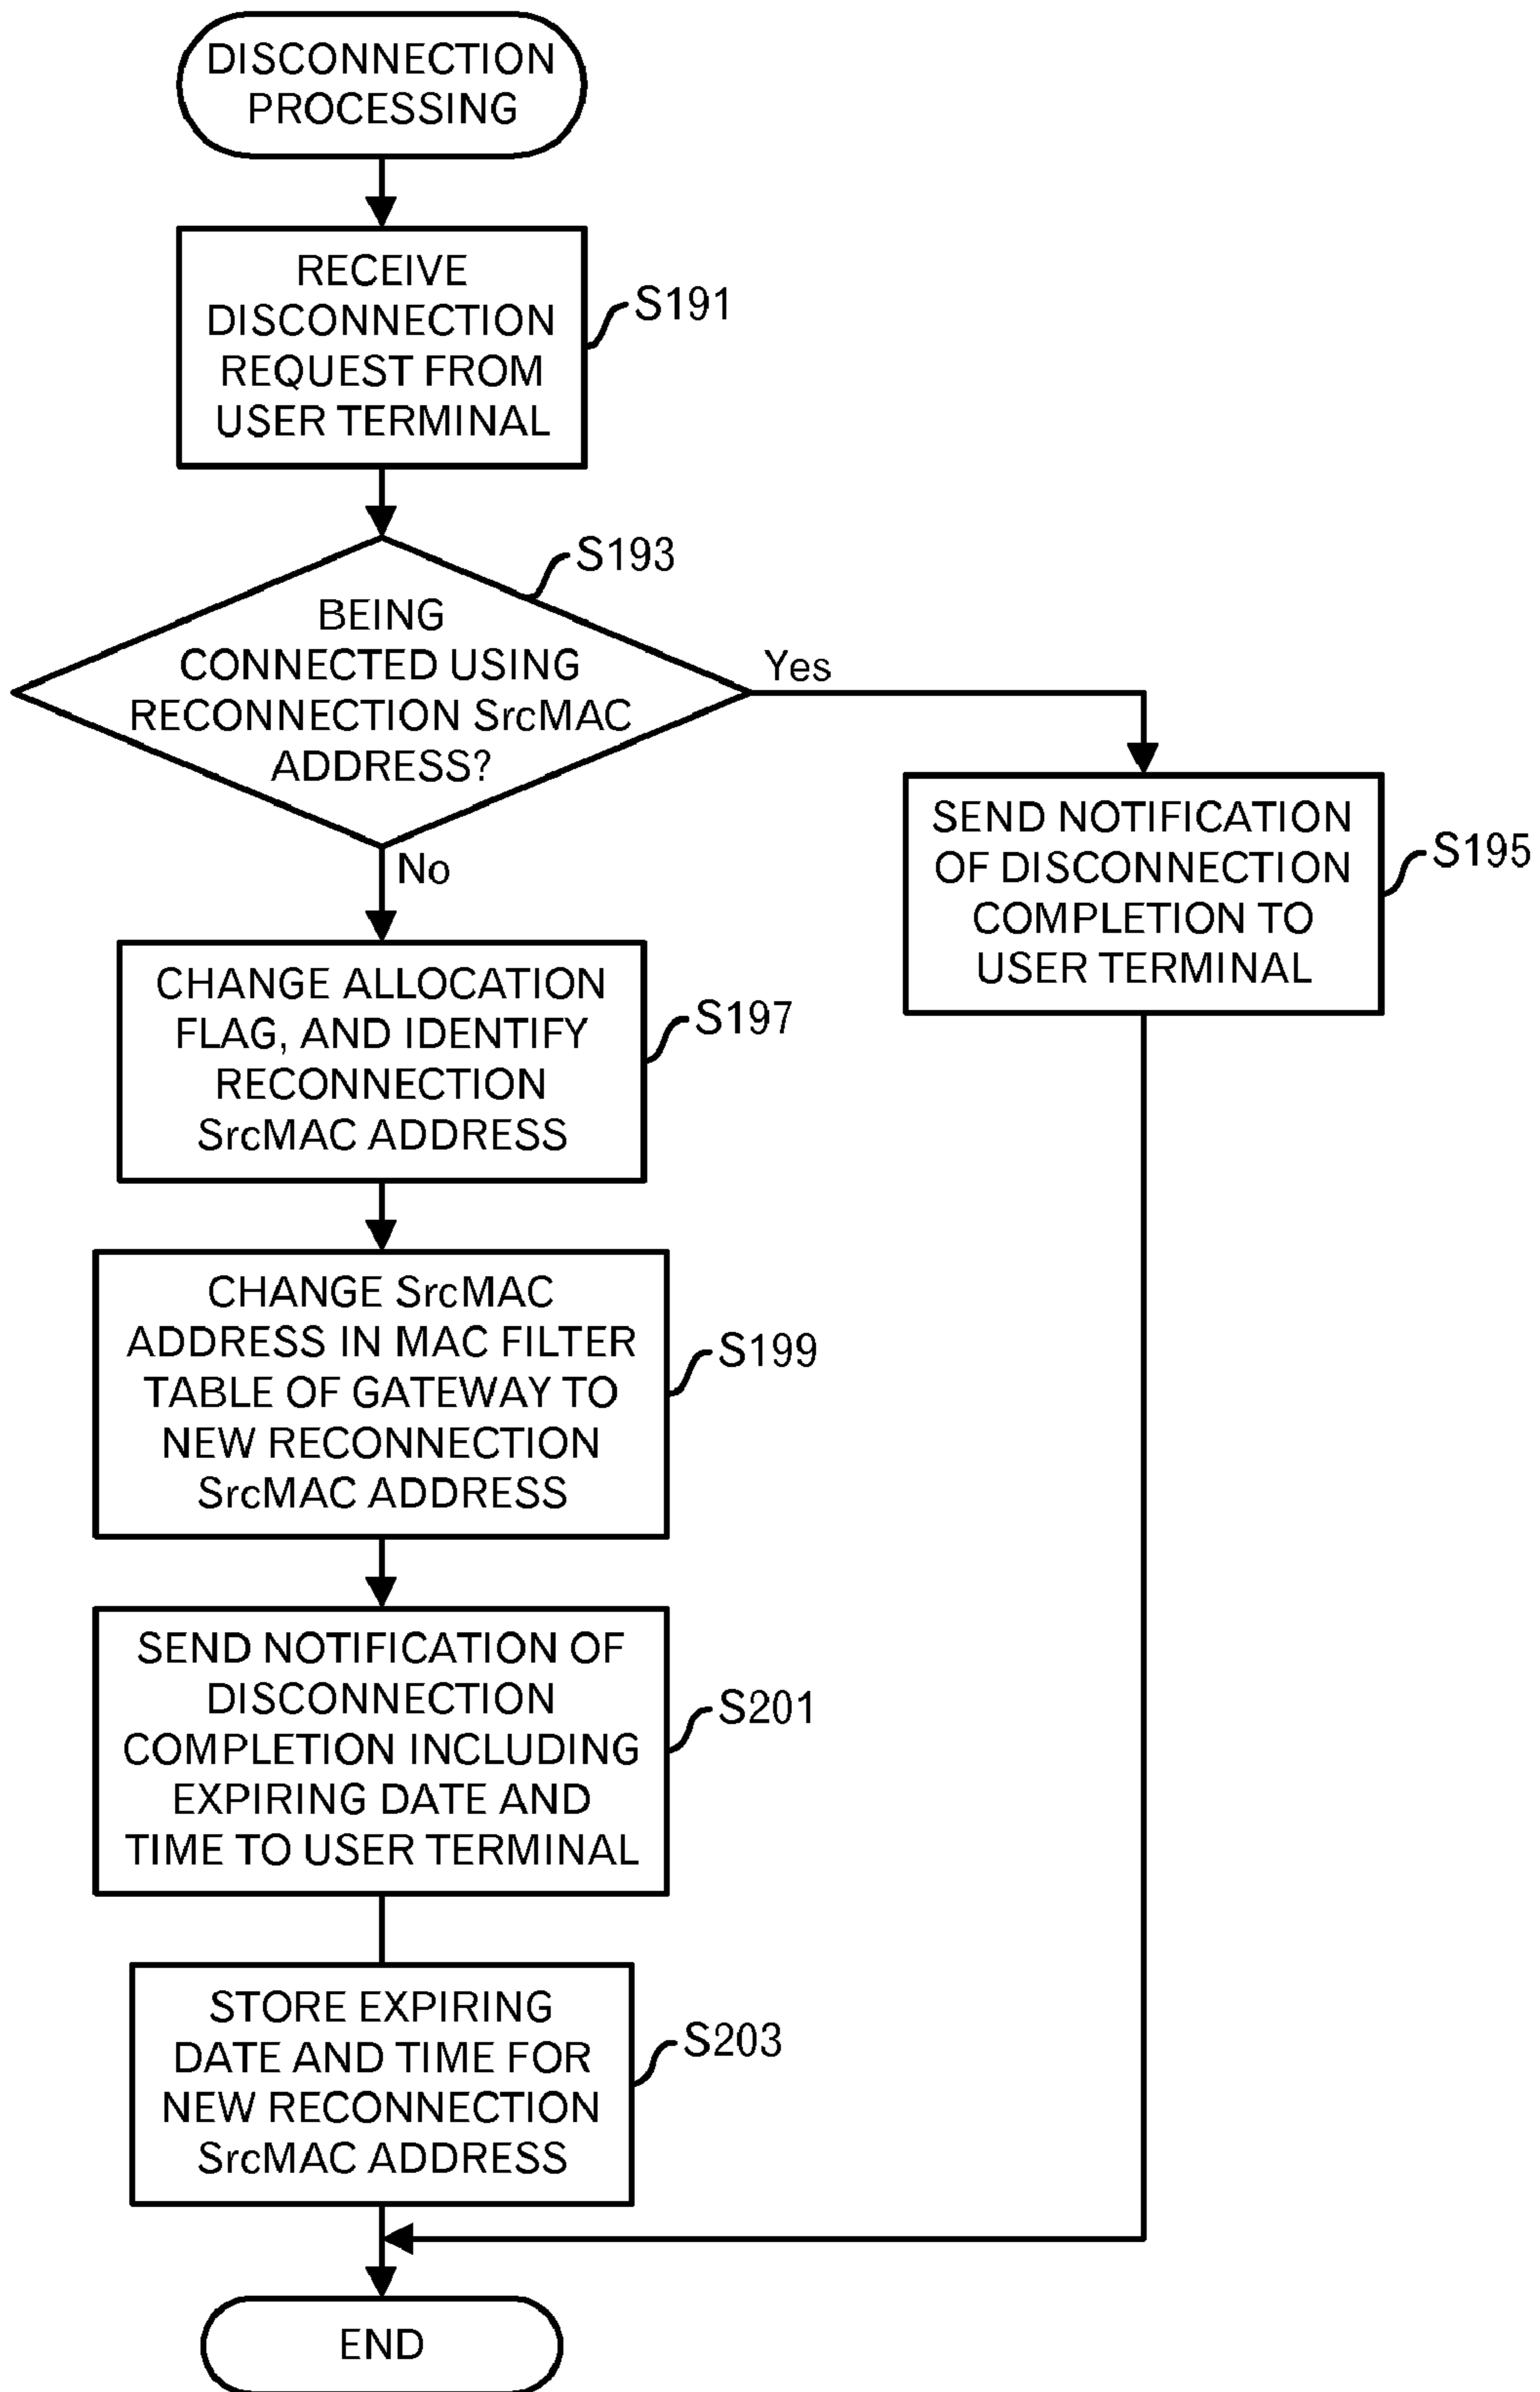 DISCONNECTION
PROCESSING
RECEIVE
DISCONNECTION
REQUEST FROM
USER TERMINAL
S191
S193
BEING
CONNECTED USING
RECONNECTION SrcMAC
ADDRESS?
Yes
No
SEND NOTIFICATION
OF DISCONNECTION
COMPLETION TO
USER TERMINAL
S195
CHANGE ALLOCATION
FLAG, AND IDENTIFY
RECONNECTION
SrcMAC ADDRESS
S197
CHANGE SrcMAC
ADDRESS IN MAC FILTER
TABLE OF GATEWAY TO
NEW RECONNECTION
SrcMAC ADDRESS
S199
SEND NOTIFICATION OF
DISCONNECTION
COMPLETION INCLUDING
EXPIRING DATE AND
TIME TO USER TERMINAL
S201
STORE EXPIRING
DATE AND TIME FOR
NEW RECONNECTION
SrcMAC ADDRESS
S203
END